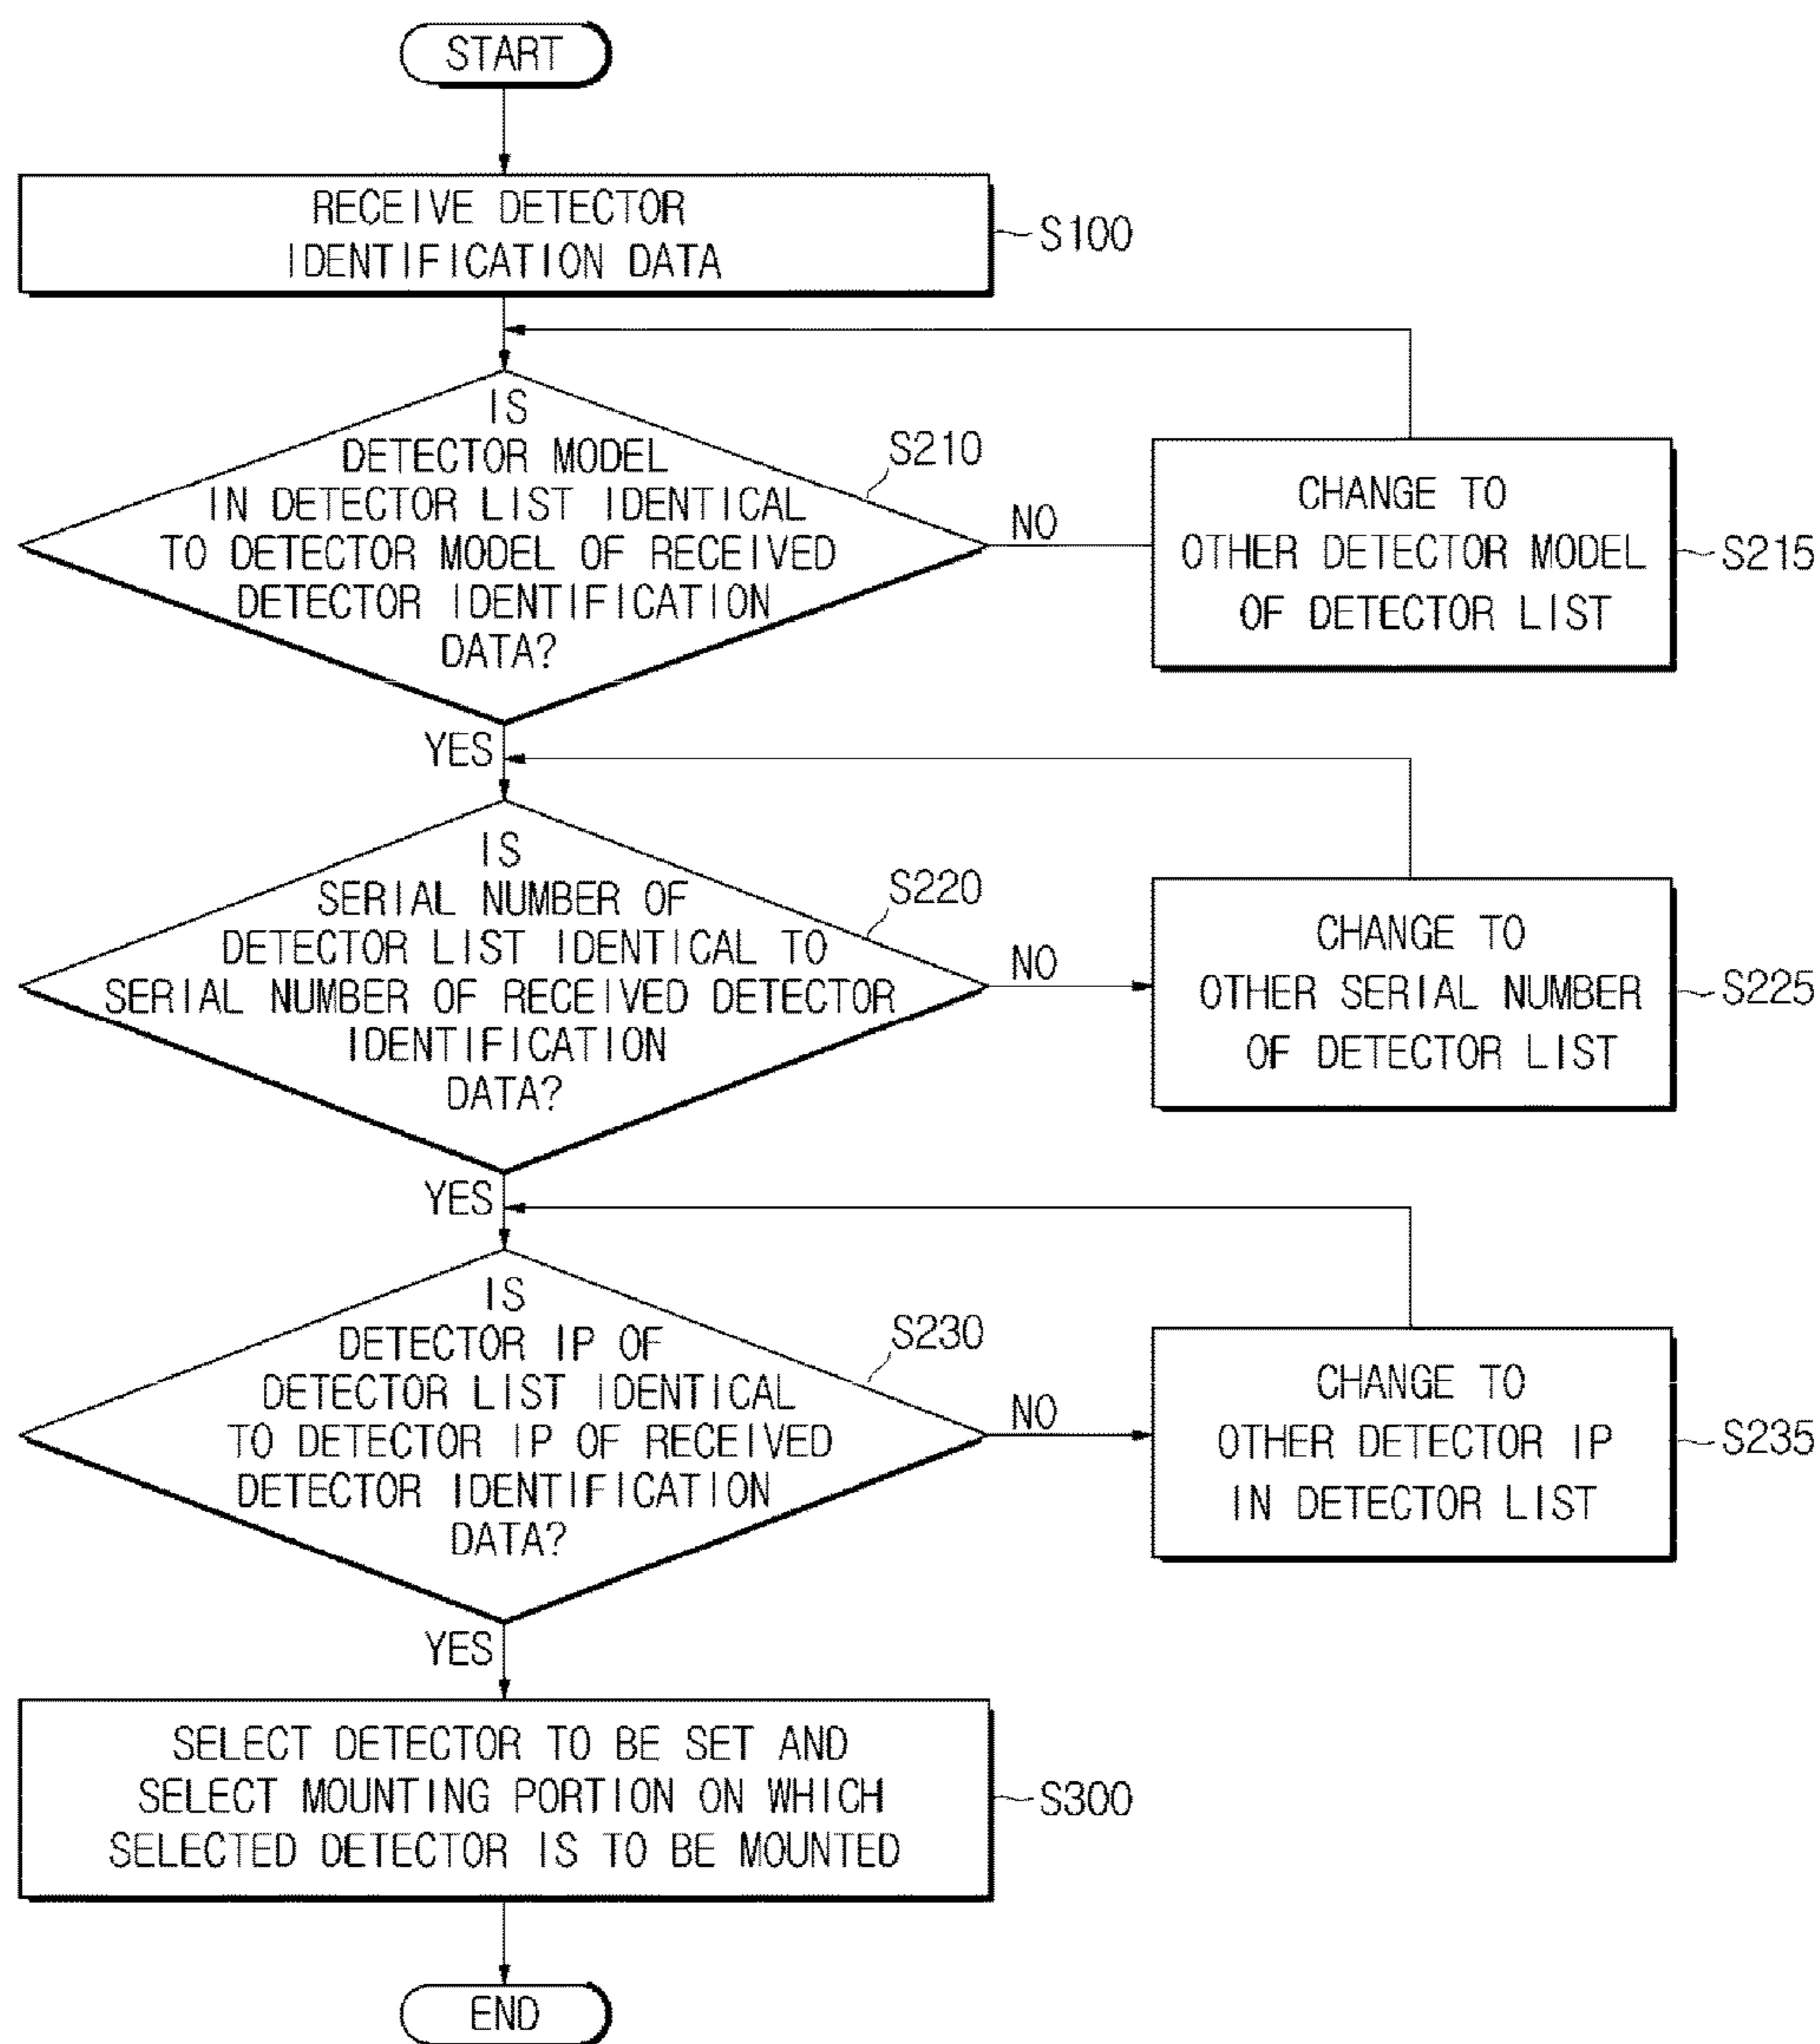 START
RECEIVE DETECTOR
IDENTIFICATION DATA
S100
IS
DETECTOR MODEL
IN DETECTOR LIST IDENTICAL
TO DETECTOR MODEL OF RECEIVED
DETECTOR IDENTIFICATION
DATA?
S210
NO
CHANGE TO
OTHER DETECTOR MODEL
OF DETECTOR LIST
S215
YES
IS
SERIAL NUMBER OF
DETECTOR LIST IDENTICAL TO
SERIAL NUMBER OF RECEIVED DETECTOR
IDENTIFICATION
DATA?
S220
NO
CHANGE TO
OTHER SERIAL NUMBER
OF DETECTOR LIST
S225
YES
IS
DETECTOR IP OF
DETECTOR LIST IDENTICAL
TO DETECTOR IP OF RECEIVED
DETECTOR IDENTIFICATION
DATA?
S230
NO
CHANGE TO
OTHER DETECTOR IP
IN DETECTOR LIST
S235
YES
SELECT DETECTOR TO BE SET AND
SELECT MOUNTING PORTION ON WHICH
SELECTED DETECTOR IS TO BE MOUNTED
S300
END